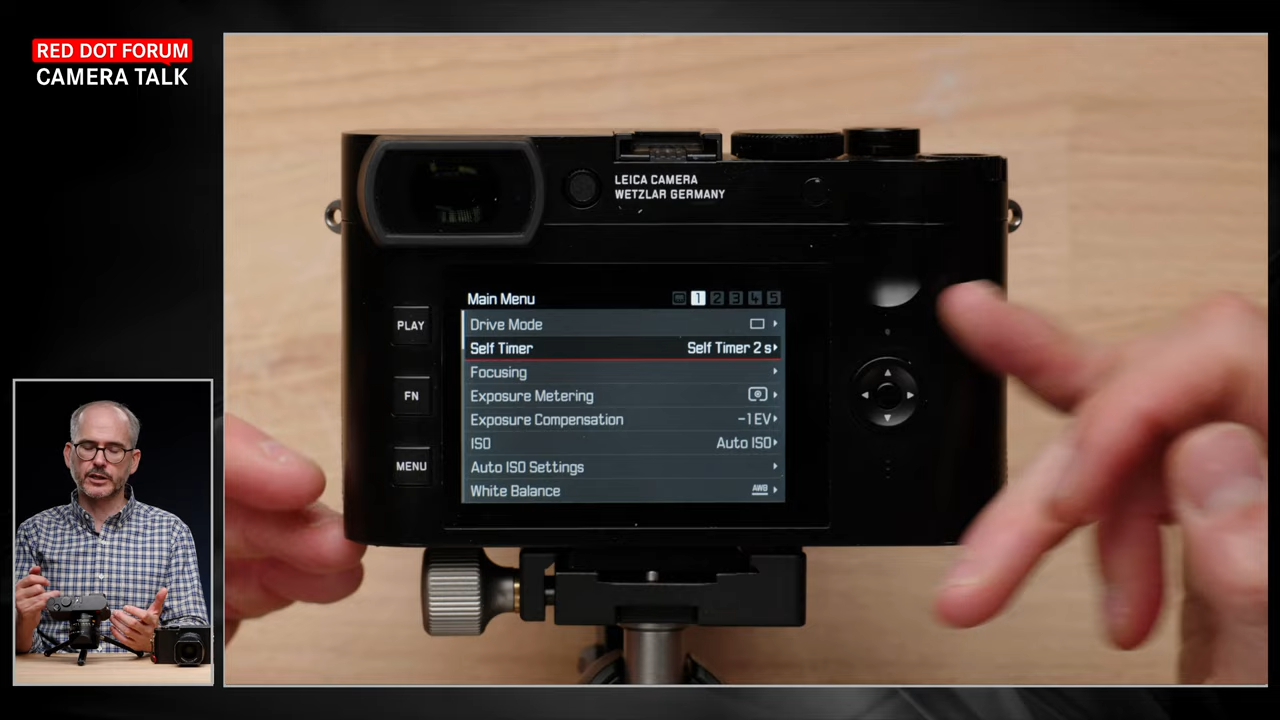 RED DOT FORUM
CAMERA TALK
LEICA CAMERA
WETZLAR GERMANY
PLAY
FN
MENU
Main Menu
1 2 3 4 5
Drive Mode
Self Timer Self Timer 2 s
Focusing
Exposure Metering
Exposure Compensation -1EV
ISO Auto ISO
Auto ISO Settings
White Balance AWB